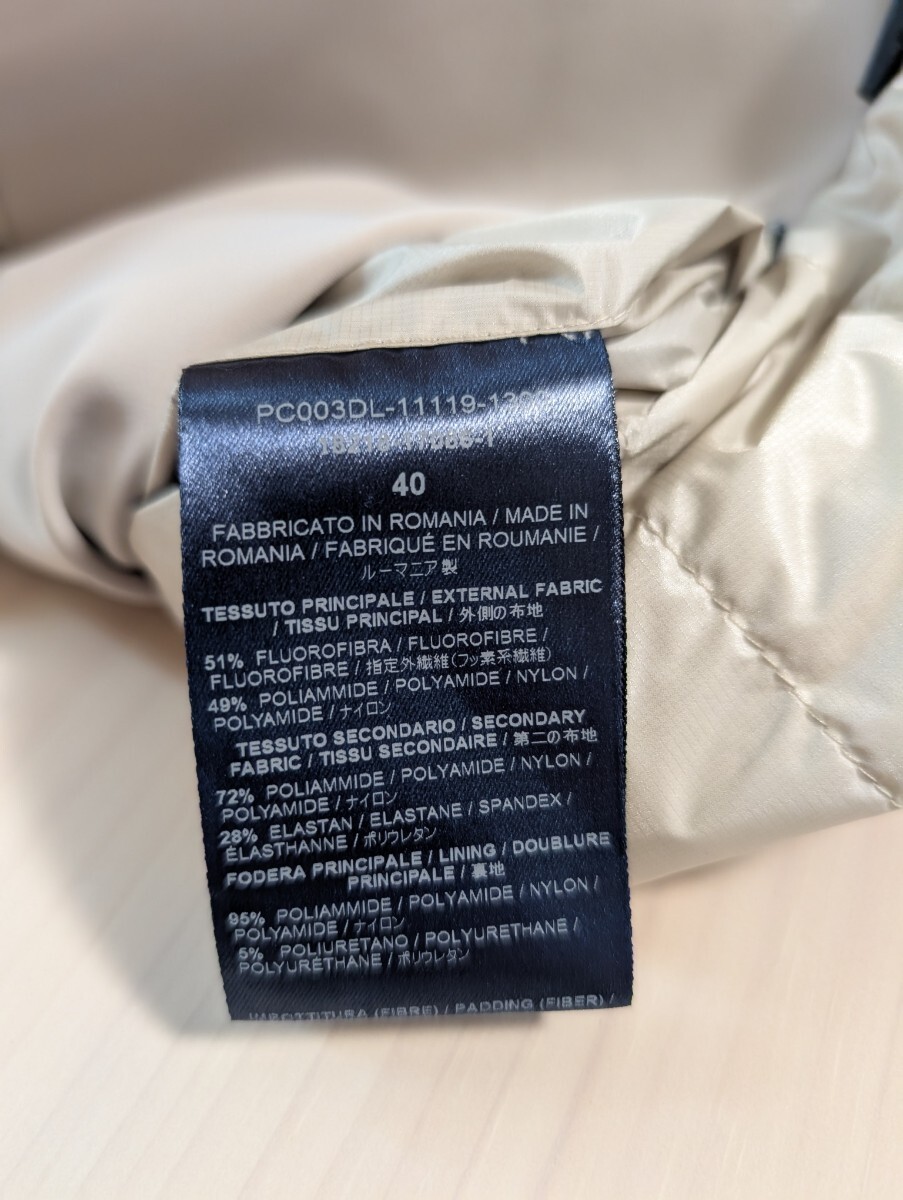 PC003DL-11119-
40
FABBRICATO IN ROMANIA / MADE IN
ROMANIA / FABRIQUÉ EN ROUMANIE /
ルーマニア製
TESSUTO PRINCIPALE / EXTERNAL FABRIC
/ TISSU PRINCIPAL / 外側の布地
51% FLUOROFIBRA / FLUOROFIBRE /
FLUOROFIBRE / 指定外繊維(フッ素系繊維)
49% POLIAMMIDE / POLYAMIDE / NYLON /
POLYAMIDE / ナイロン
TESSUTO SECONDARIO / SECONDARY
FABRIC / TISSU SECONDAIRE / 第二の布地
72% POLIAMMIDE / POLYAMIDE / NYLON /
POLYAMIDE / ナイロン
28% ELASTAN / ELASTANE / SPANDEX /
ÉLASTHANNE / ポリウレタン
FODERA PRINCIPALE / LINING / DOUBLURE
PRINCIPALE / 裏地
95% POLIAMMIDE / POLYAMIDE / NYLON /
POLYAMIDE / ナイロン
5% POLIURETANO / POLYURETHANE /
POLYURÉTHANE / ポリウレタン
(FIBRE) / PADDING (FIBER) /